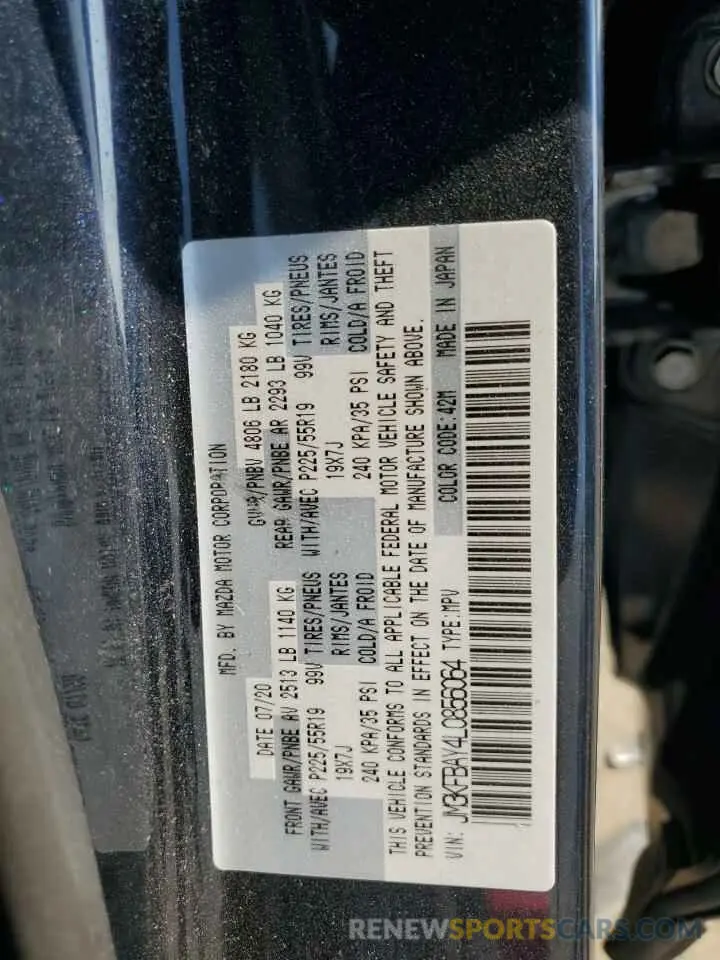 MFD. BY MAZDA MOTOR CORPORATION
DATE 07/20 GVWR/PNBV 4806 LB 2180 KG
FRONT GAWR/PNBE AV 2513 LB 1140 KG REAR GAWR/PNBE AR 2293 LB 1040 KG
WITH/AVEC P225/55R19 99V TIRES/PNEUS WITH/AVEC P225/55R19 99V TIRES/PNEUS
19X7J RIMS/JANTES 19X7J RIMS/JANTES
240 KPA/35 PSI COLD/A FROID 240 KPA/35 PSI COLD/A FROID
THIS VEHICLE CONFORMS TO ALL APPLICABLE FEDERAL MOTOR VEHICLE SAFETY AND THEFT
PREVENTION STANDARDS IN EFFECT ON THE DATE OF MANUFACTURE SHOWN ABOVE.
VIN: JM3KFBAY4L0856064 TYPE:MPV COLOR CODE:42M MADE IN JAPAN
RENEWSPORTSCARS.COM